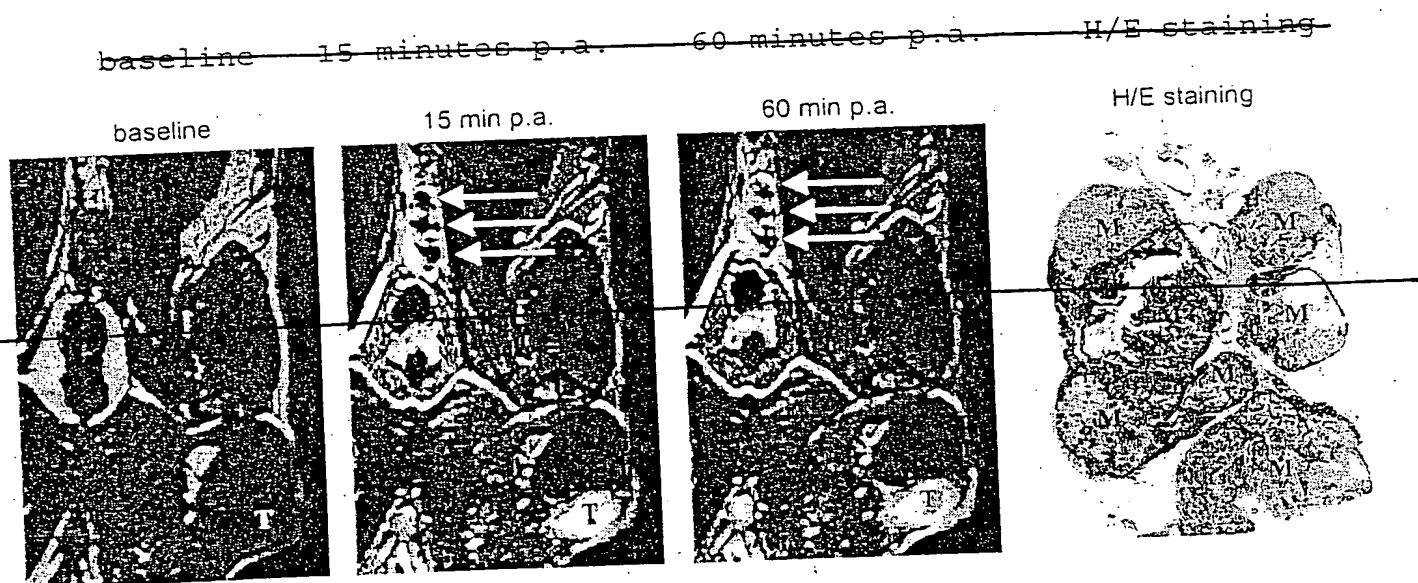 baseline 15 minutes p.a. 60 minutes p.a. H/E staining
baseline 15 min p.a. 60 min p.a. H/E staining
M M
M M
M M
M
T T T